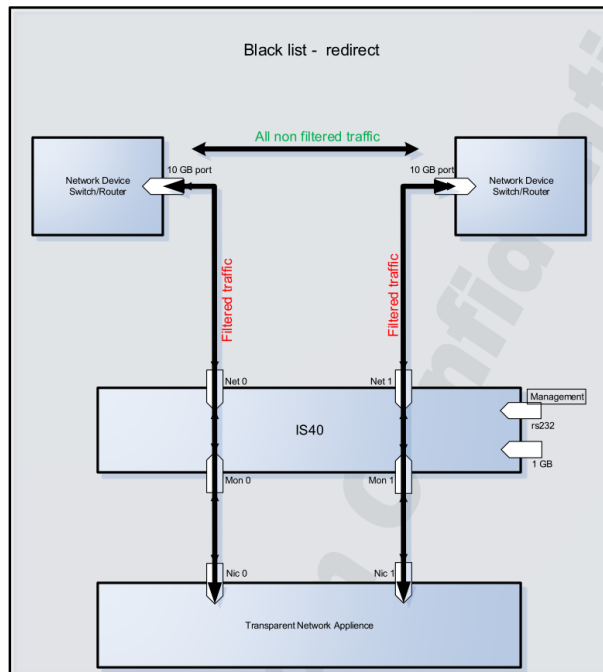 Black list - redirect
All non filtered traffic
10 GB port
10 GB port
Network Device
Switch/Router
Network Device
Switch/Router
Filtered traffic
Filtered traffic
Net 0
Net 1
Management
rs232
IS40
1 GB
Mon 0
Mon 1
Nic 0
Nic 1
Transparent Network Applience